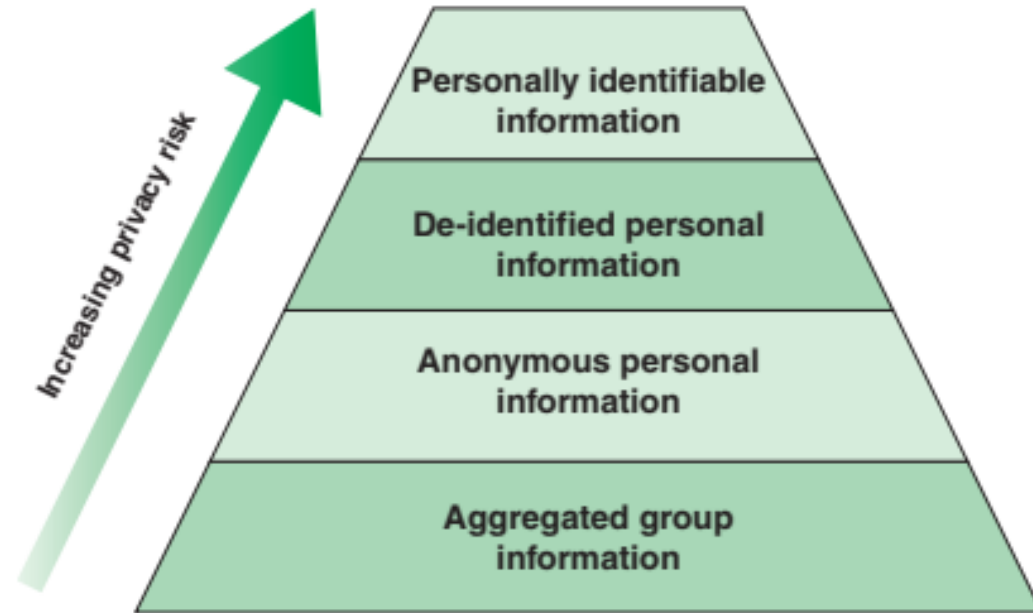 Increasing privacy risk
Personally identifiable
information
De-identified personal
information
Anonymous personal
information
Aggregated group
information